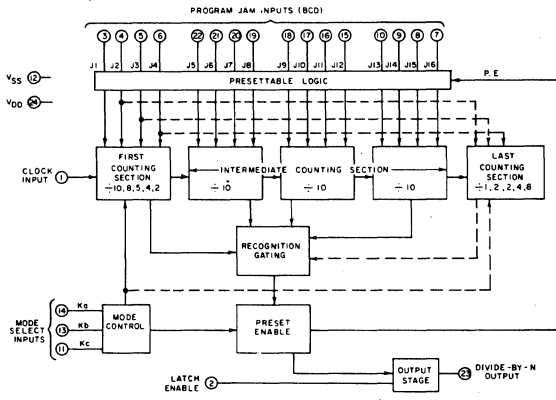 PROGRAM JAM INPUTS (BCD)
3 4 5 6 22 21 20 19 18 17 16 15 10 9 8 7
J1 J2 J3 J4 J5 J6 J7 J8 J9 J10 J11 J12 J13 J14 J15 J16
VSS 12
PRESETTABLE LOGIC
P.E
VDD 24
CLOCK INPUT 1
FIRST COUNTING SECTION ÷10,8,5,4,2
INTERMEDIATE COUNTING SECTION
÷10 ÷10 ÷10
LAST COUNTING SECTION ÷1,2,2,4,8
RECOGNITION GATING
MODE SELECT INPUTS
14 Ka
13 Kb
11 Kc
MODE CONTROL
PRESET ENABLE
LATCH ENABLE 2
OUTPUT STAGE
23 DIVIDE-BY-N OUTPUT